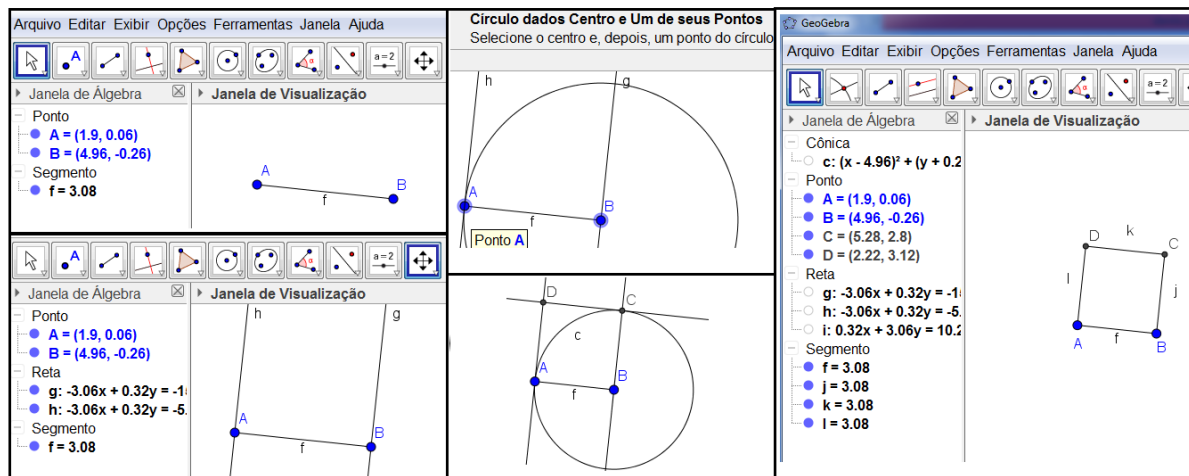 Arquivo Editar Exibir Opções Ferramentas Janela Ajuda
A
α
a = 2
Janela de Álgebra
Janela de Visualização
Ponto
A = (1.9, 0.06)
B = (4.96, -0.26)
Segmento
f = 3.08
A
f
B
A
α
a = 2
Janela de Álgebra
Janela de Visualização
Ponto
A = (1.9, 0.06)
B = (4.96, -0.26)
Reta
g: -3.06x + 0.32y = -1
h: -3.06x + 0.32y = -5.
Segmento
f = 3.08
h
g
A
f
B
Círculo dados Centro e Um de seus Pontos
Selecione o centro e, depois, um ponto do círculo
h
g
A
f
B
Ponto A
D
C
c
A
f
B
GeoGebra
Arquivo Editar Exibir Opções Ferramentas Janela Ajuda
α
a = 2
Janela de Álgebra
Janela de Visualização
Cônica
c: (x - 4.96)² + (y + 0.2
Ponto
A = (1.9, 0.06)
B = (4.96, -0.26)
C = (5.28, 2.8)
D = (2.22, 3.12)
Reta
g: -3.06x + 0.32y = -1
h: -3.06x + 0.32y = -5.
i: 0.32x + 3.06y = 10.2
Segmento
f = 3.08
j = 3.08
k = 3.08
l = 3.08
D
k
C
l
j
A
f
B